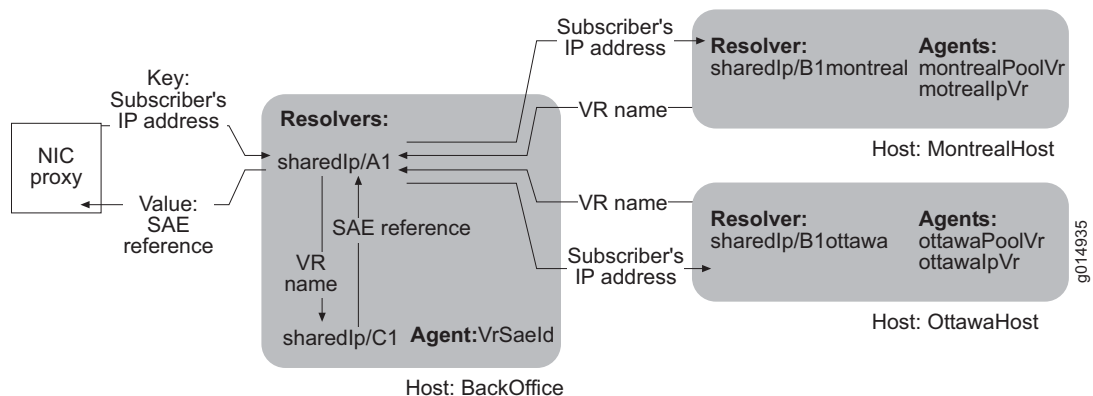 Key:
Subscriber's
IP address
NIC
proxy
Value:
SAE
reference
Resolvers:
sharedIp/A1
SAE reference
VR
name
sharedIp/C1 Agent:VrSaeId
Host: BackOffice
Subscriber's
IP address
VR name
Resolver: Agents:
sharedIp/B1montreal montrealPoolVr
motrealIpVr
Host: MontrealHost
VR name
Subscriber's
IP address
Resolver: Agents:
sharedIp/B1ottawa ottawaPoolVr
ottawaIpVr
Host: OttawaHost
g014935